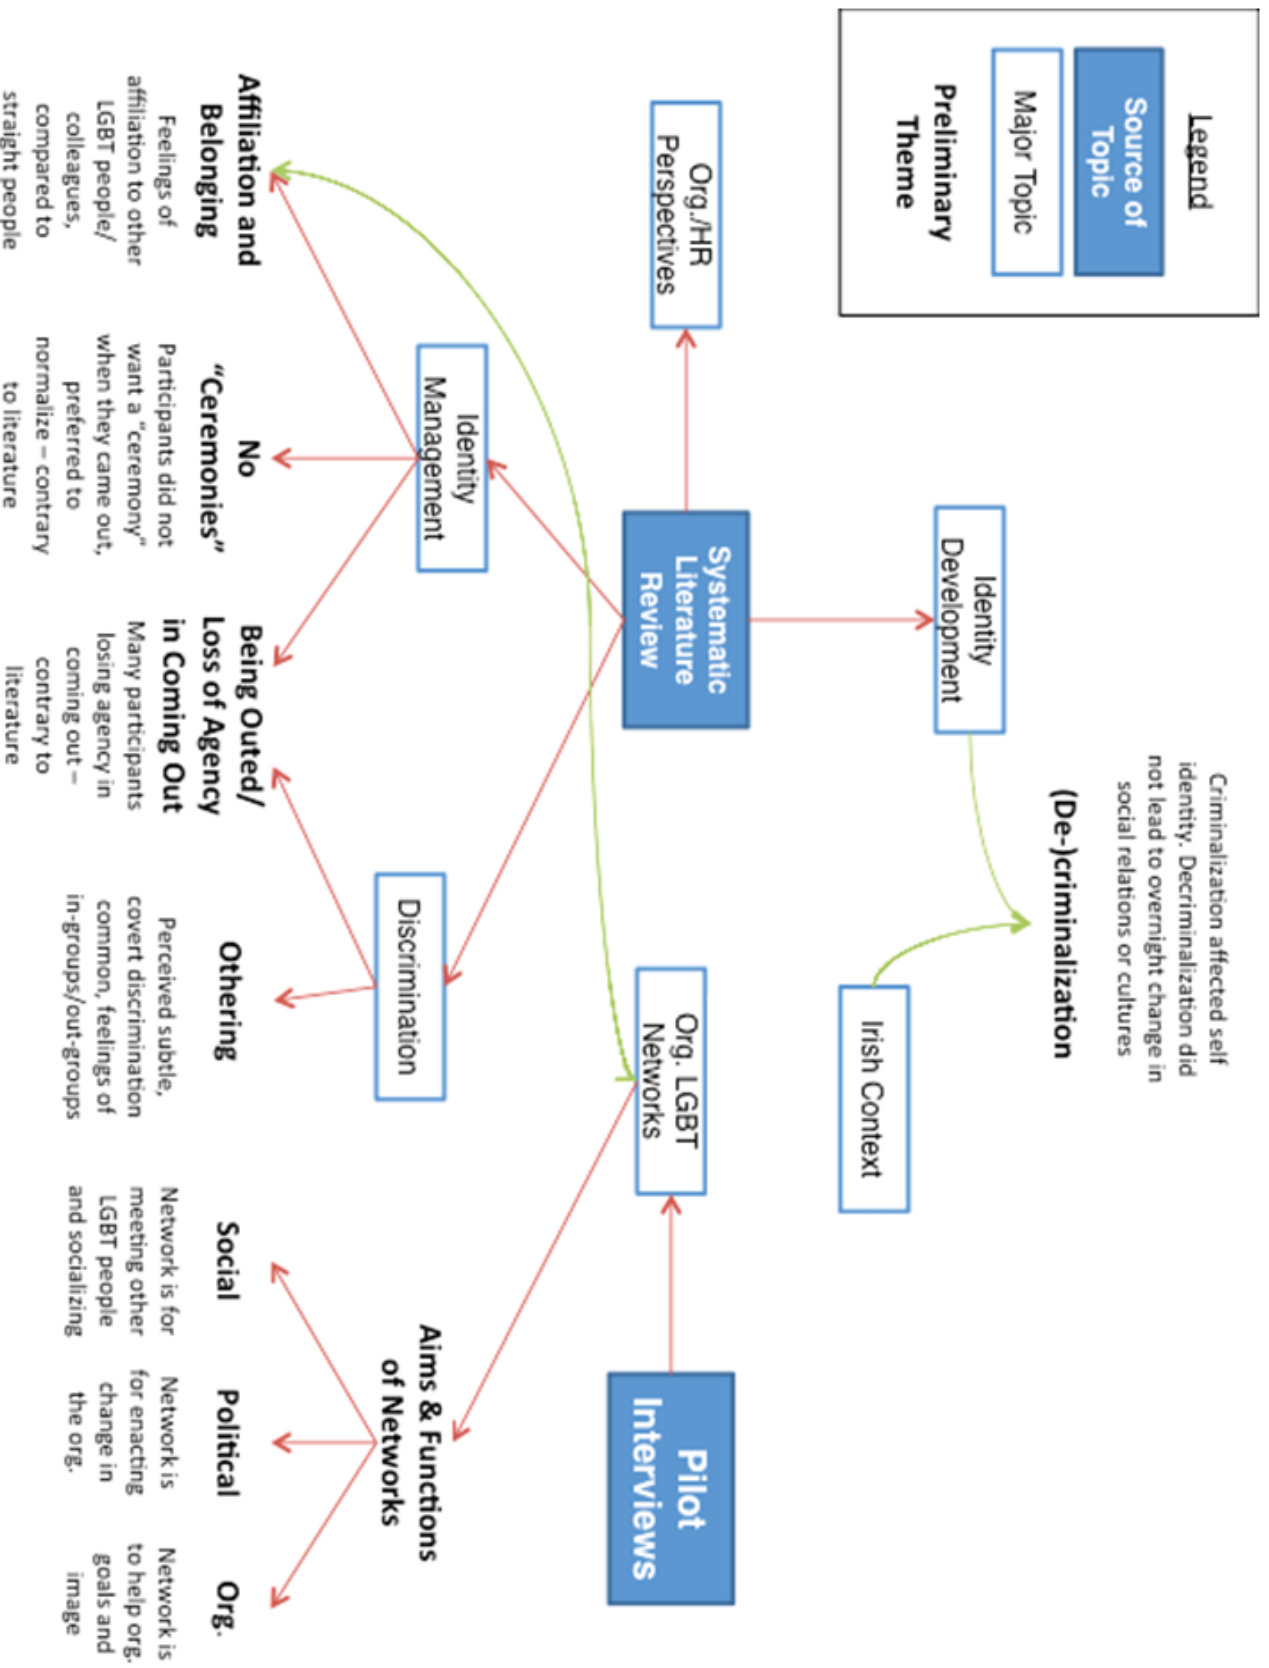 Legend
Source of
Topic
Major Topic
Preliminary
Theme
Criminalization affected self
identity. Decriminalization did
not lead to overnight change in
social relations or cultures
(De-)criminalization
Identity
Development
Irish Context
Org./HR
Perspectives
Systematic
Literature
Review
Org. LGBT
Networks
Pilot
Interviews
Identity
Management
Discrimination
Aims & Functions
of Networks
Affiliation and
Belonging
Feelings of
affiliation to other
LGBT people/
colleagues,
compared to
straight people
No
“Ceremonies”
Participants did not
want a “ceremony”
when they came out,
preferred to
normalize – contrary
to literature
Being Outed/
Loss of Agency
in Coming Out
Many participants
losing agency in
coming out –
contrary to
literature
Othering
Perceived subtle,
covert discrimination
common, feelings of
in-groups/out-groups
Social
Network is for
meeting other
LGBT people
and socializing
Political
Network is
for enacting
change in
the org.
Org.
Network is
to help org.
goals and
image